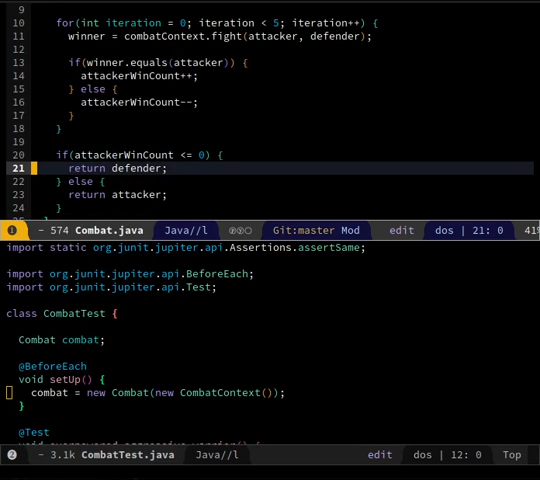 9
10 for(int iteration = 0; iteration < 5; iteration++) {
11 winner = combatContext.fight(attacker, defender);
12
13 if(winner.equals(attacker)) {
14 attackerWinCount++;
15 } else {
16 attackerWinCount--;
17 }
18 }
19
20 if(attackerWinCount <= 0) {
21 return defender;
22 } else {
23 return attacker;
24 }
1 - 574 Combat.java Java//l ⓟⓨ Git:master Mod edit dos | 21: 0 41%
import static org.junit.jupiter.api.Assertions.assertSame;

import org.junit.jupiter.api.BeforeEach;
import org.junit.jupiter.api.Test;

class CombatTest {

Combat combat;

@BeforeEach
void setUp() {
combat = new Combat(new CombatContext());
}

@Test
2 - 3.1k CombatTest.java Java//l edit dos | 12: 0 Top